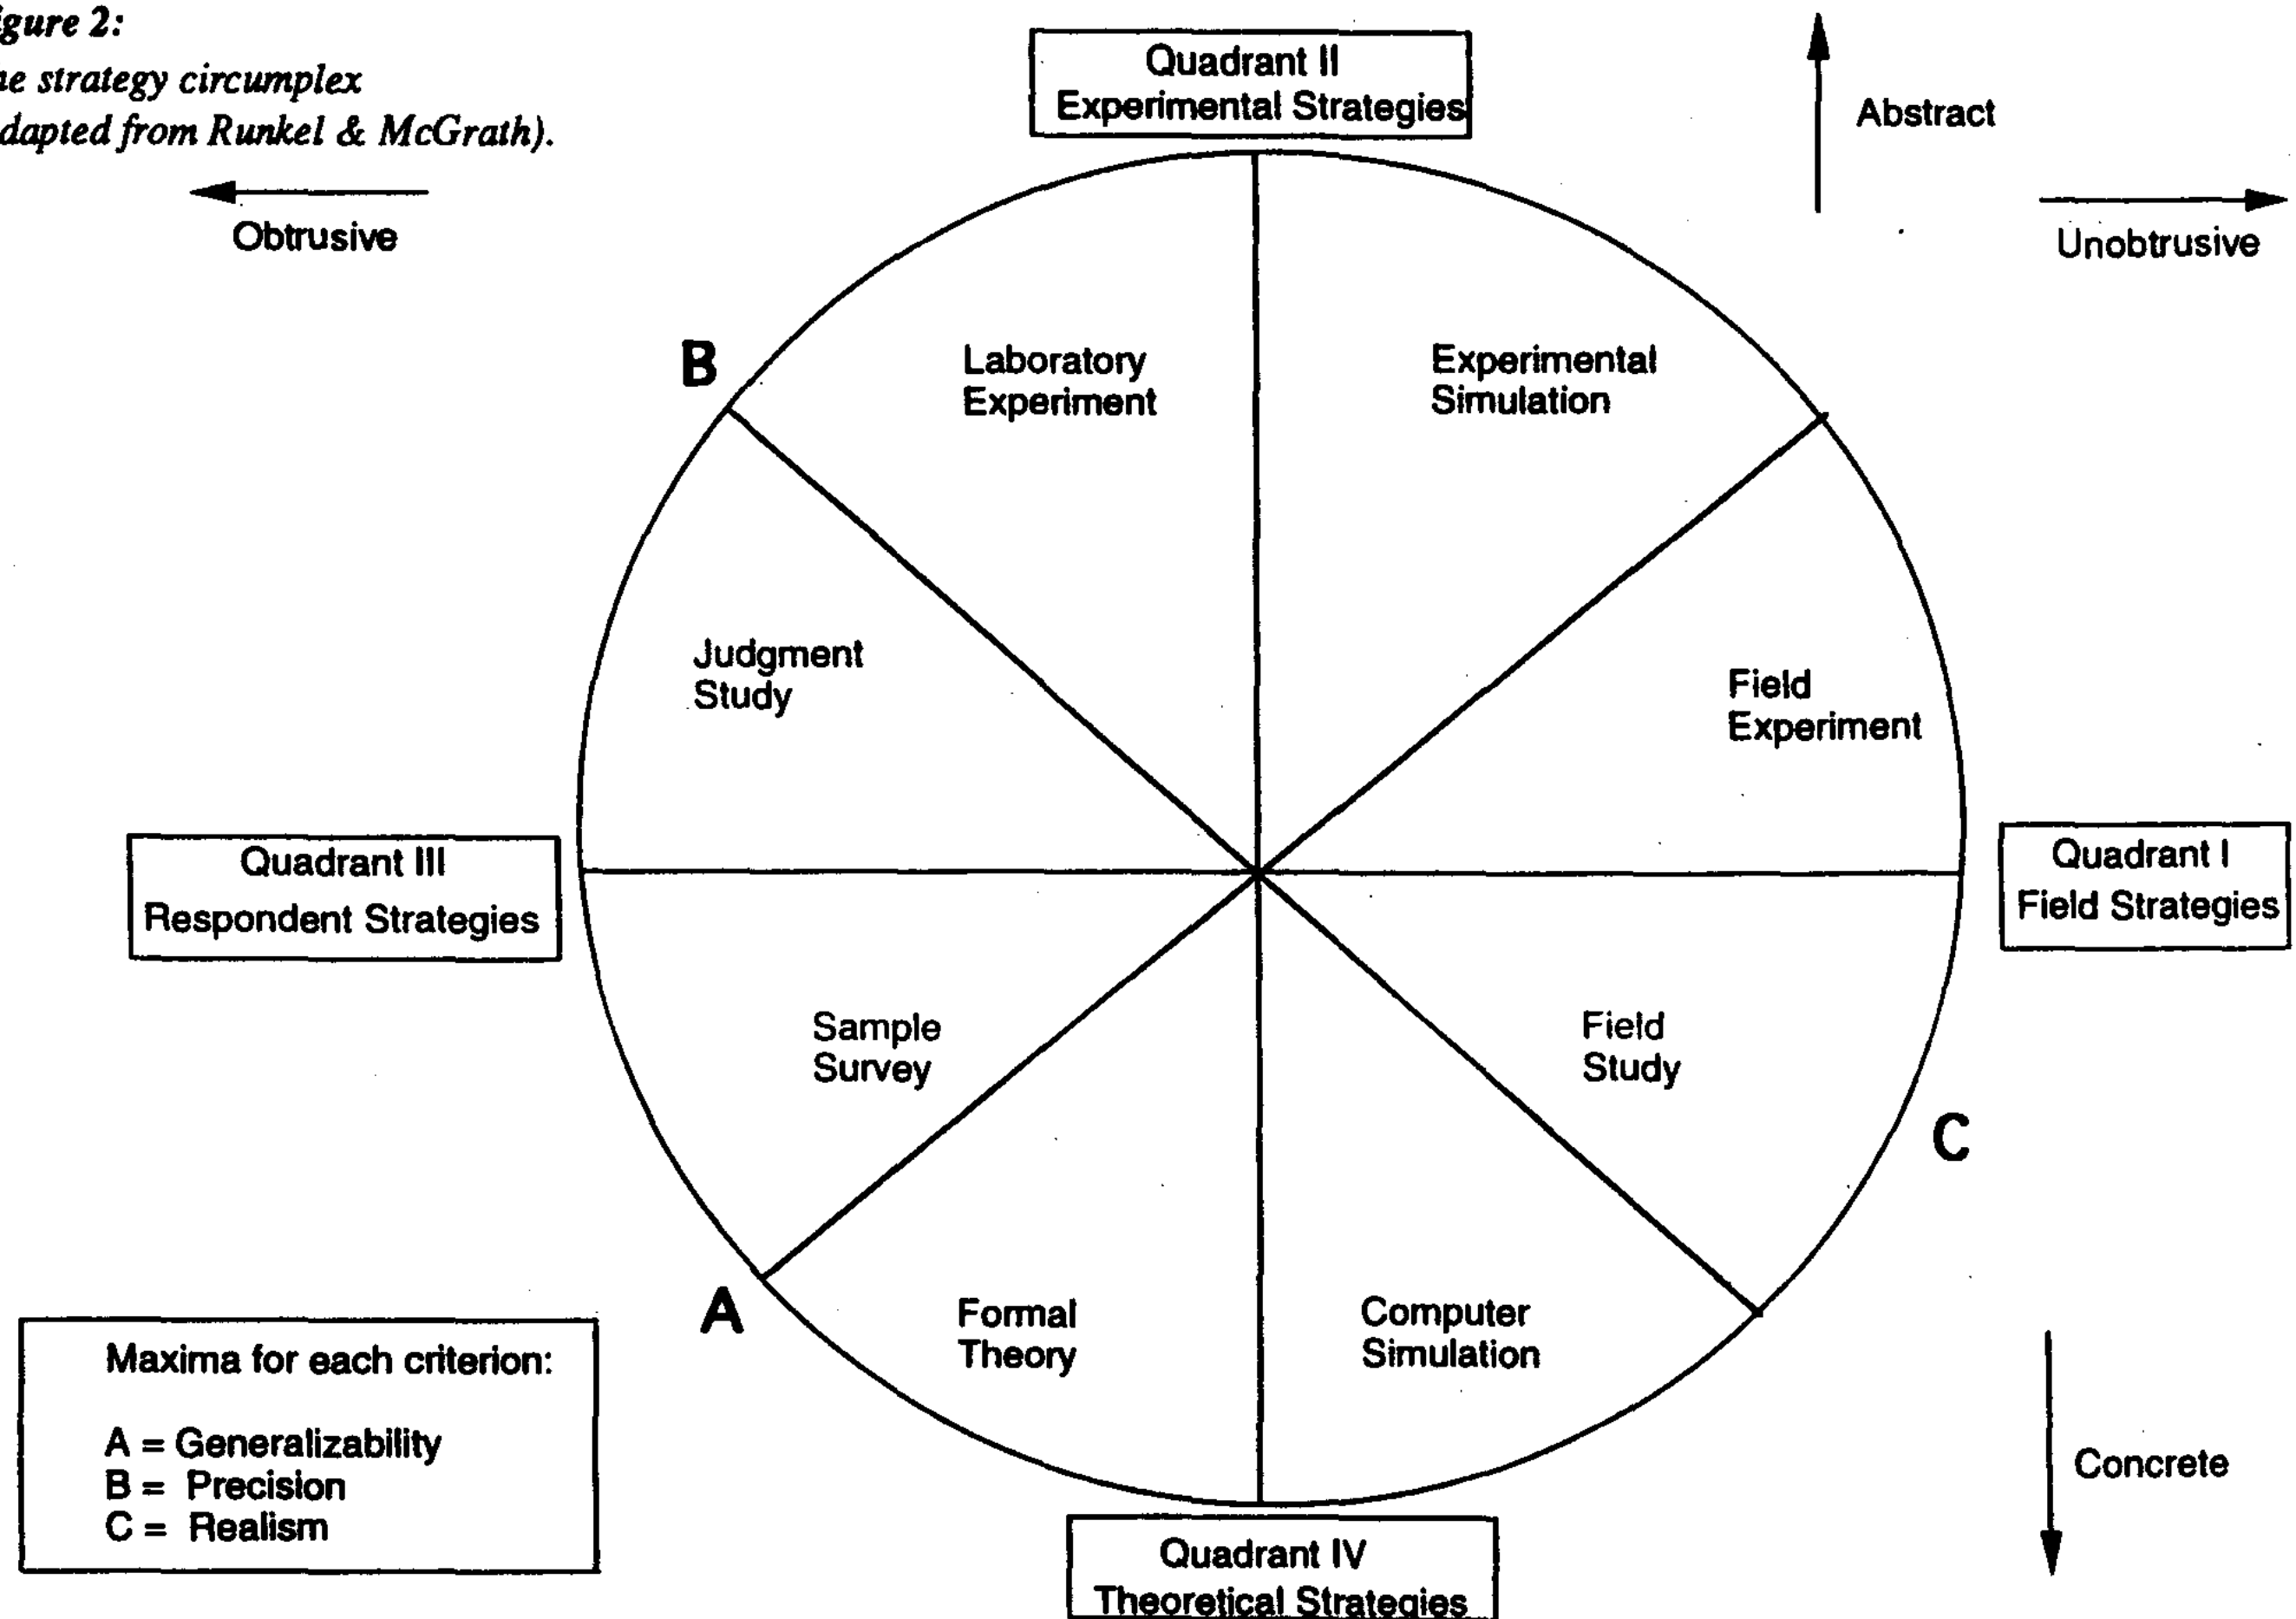 igure 2:
e strategy circumplex
dapted from Runkel & McGrath).
Obtrusive
Quadrant II
Experimental Strategies
Abstract
Unobtrusive
B
Laboratory
Experiment
Experimental
Simulation
Judgment
Study
Field
Experiment
Quadrant III
Respondent Strategies
Quadrant I
Field Strategies
Sample
Survey
Field
Study
C
A
Formal
Theory
Computer
Simulation
Maxima for each criterion:
A = Generalizability
B = Precision
C = Realism
Concrete
Quadrant IV
Theoretical Strategies